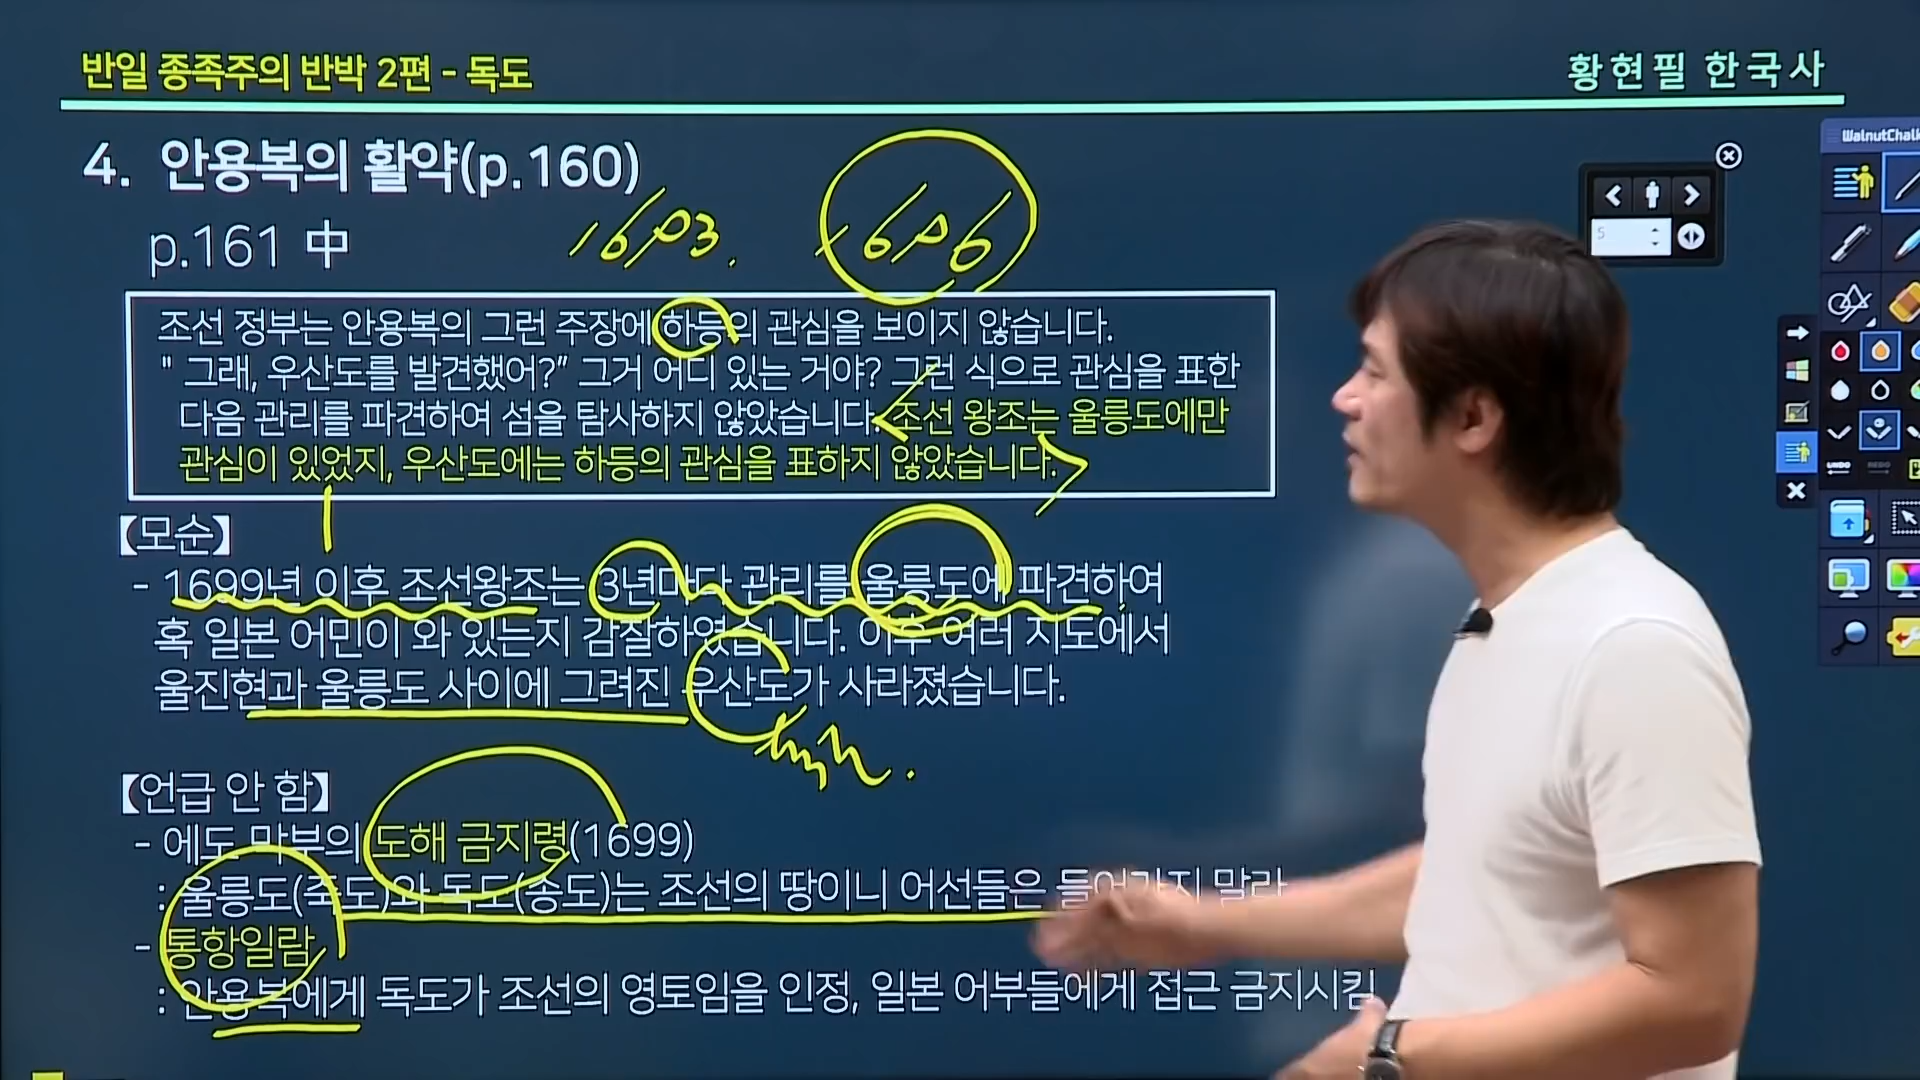 반일 종족주의 반박 2편 - 독도
황현필 한국사
4. 안용복의 활약(p.160)
p.161 中
1693.
1696
조선 정부는 안용복의 그런 주장에 하등의 관심을 보이지 않습니다.
" 그래, 우산도를 발견했어?" 그거 어디 있는 거야? 그런 식으로 관심을 표한
다음 관리를 파견하여 섬을 탐사하지 않았습니다. 조선 왕조는 울릉도에만
관심이 있었지, 우산도에는 하등의 관심을 표하지 않았습니다.
【모순】
- 1699년 이후 조선왕조는 3년마다 관리를 울릉도에 파견하여
혹 일본 어민이 와 있는지 감찰하였습니다. 이후 여러 지도에서
울진현과 울릉도 사이에 그려진 우산도가 사라졌습니다.
【언급 안 함】
- 에도 막부의 도해 금지령(1699)
: 울릉도(죽도)와 독도(송도)는 조선의 땅이니 어선들은 들어가지 말라
- 통항일람
: 안용복에게 독도가 조선의 영토임을 인정, 일본 어부들에게 접근 금지시킴
WalnutChalk
5
UNDO
REDO